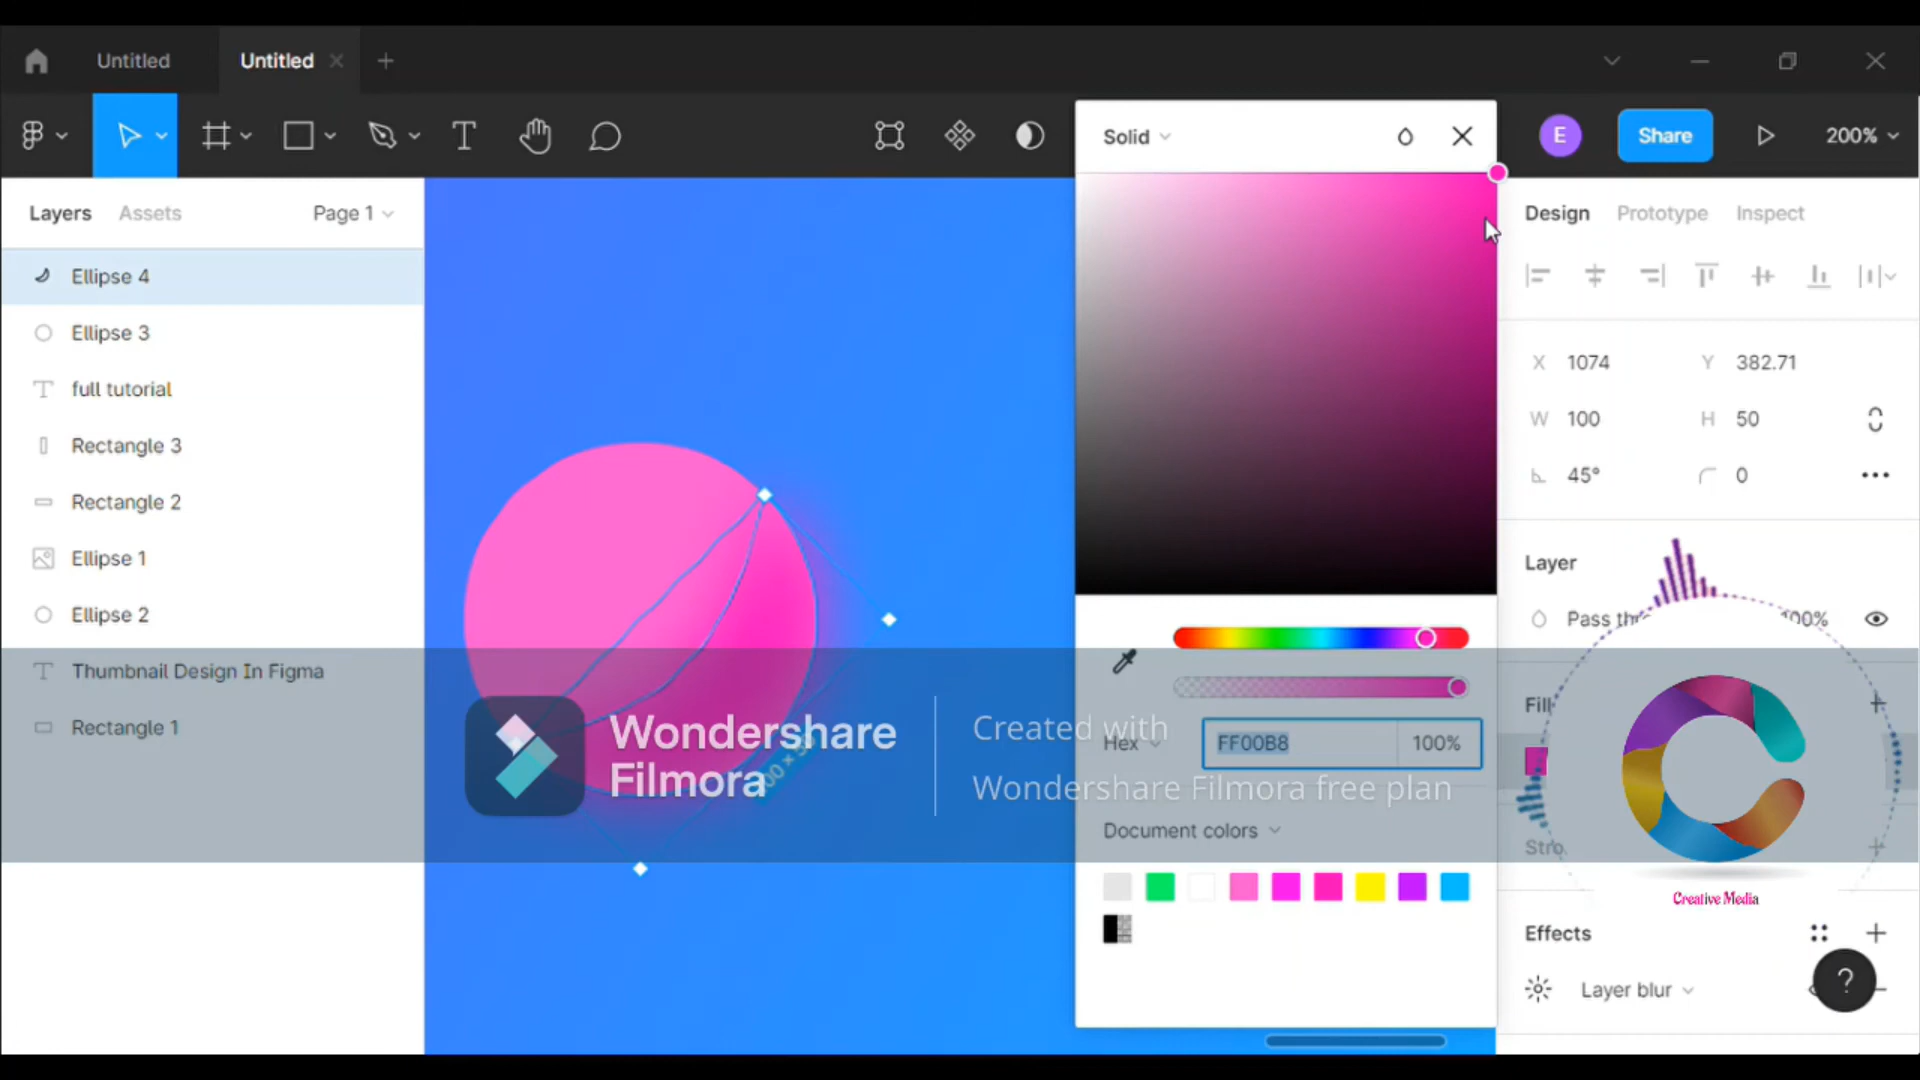 Untitled
Untitled
Solid
E
Share
200%
Layers
Assets
Page 1
Design
Prototype
Inspect
Ellipse 4
Ellipse 3
full tutorial
Rectangle 3
Rectangle 2
Ellipse 1
Ellipse 2
Thumbnail Design In Figma
Rectangle 1
X 1074
Y 382.71
W 100
H 50
45°
0
Layer
Pass thr
100%
Fill
Hex
FF00B8
100%
Wondershare
Filmora
Created with
Wondershare Filmora free plan
Document colors
Stro
Creative Media
Effects
Layer blur
?